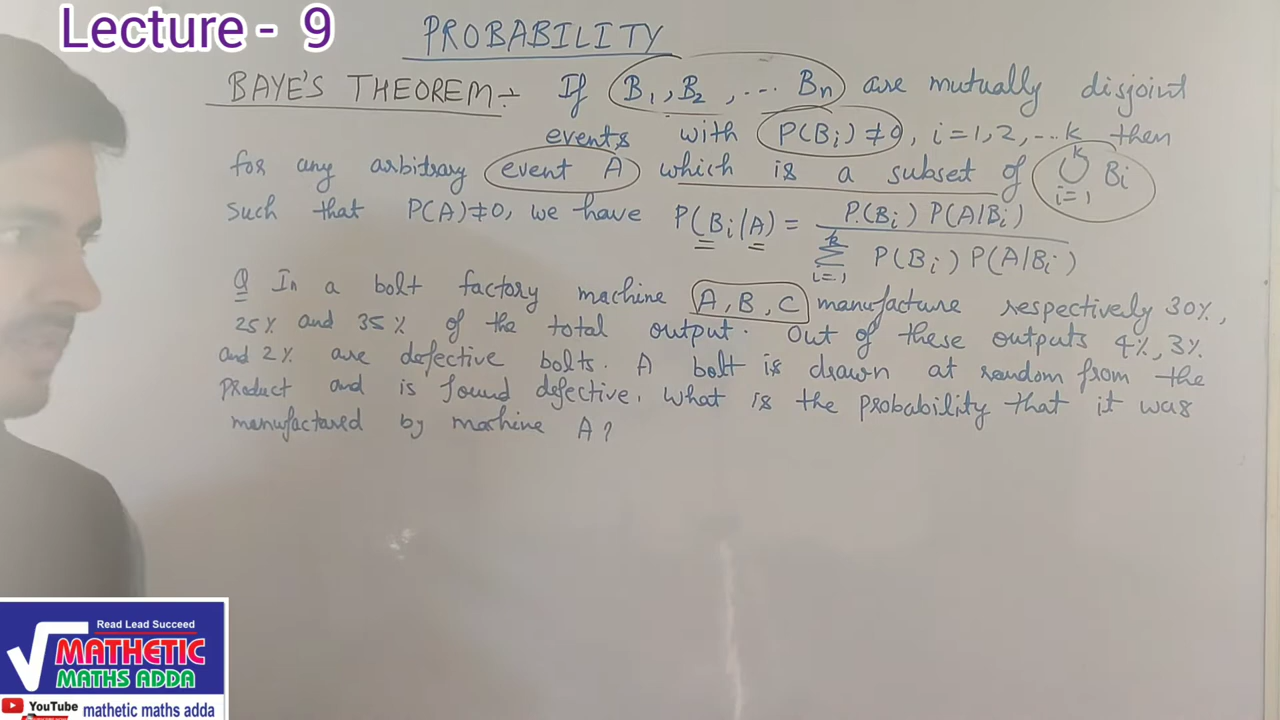 Lecture - 9
PROBABILITY
BAYE'S THEOREM :- If B1, B2, .... Bn are mutually disjoint
events with P(Bi) ≠ 0, i = 1, 2, ... k then
for any arbitrary event A which is a subset of ∪ᵏᵢ₌₁ Bi
such that P(A) ≠ 0, we have P(Bi/A) = P.(Bi) P(A/Bi) / Σᵏᵢ₌₁ P(Bi) P(A/Bi)
Q In a bolt factory machine A, B, C manufacture respectively 30%,
25% and 35% of the total output. Out of these outputs 4%, 3%
and 2% are defective bolts. A bolt is drawn at random from the
product and is found defective. What is the probability that it was
manufactured by machine A?
Read Lead Succeed
MATHETIC
MATHS ADDA
YouTube
mathetic maths adda